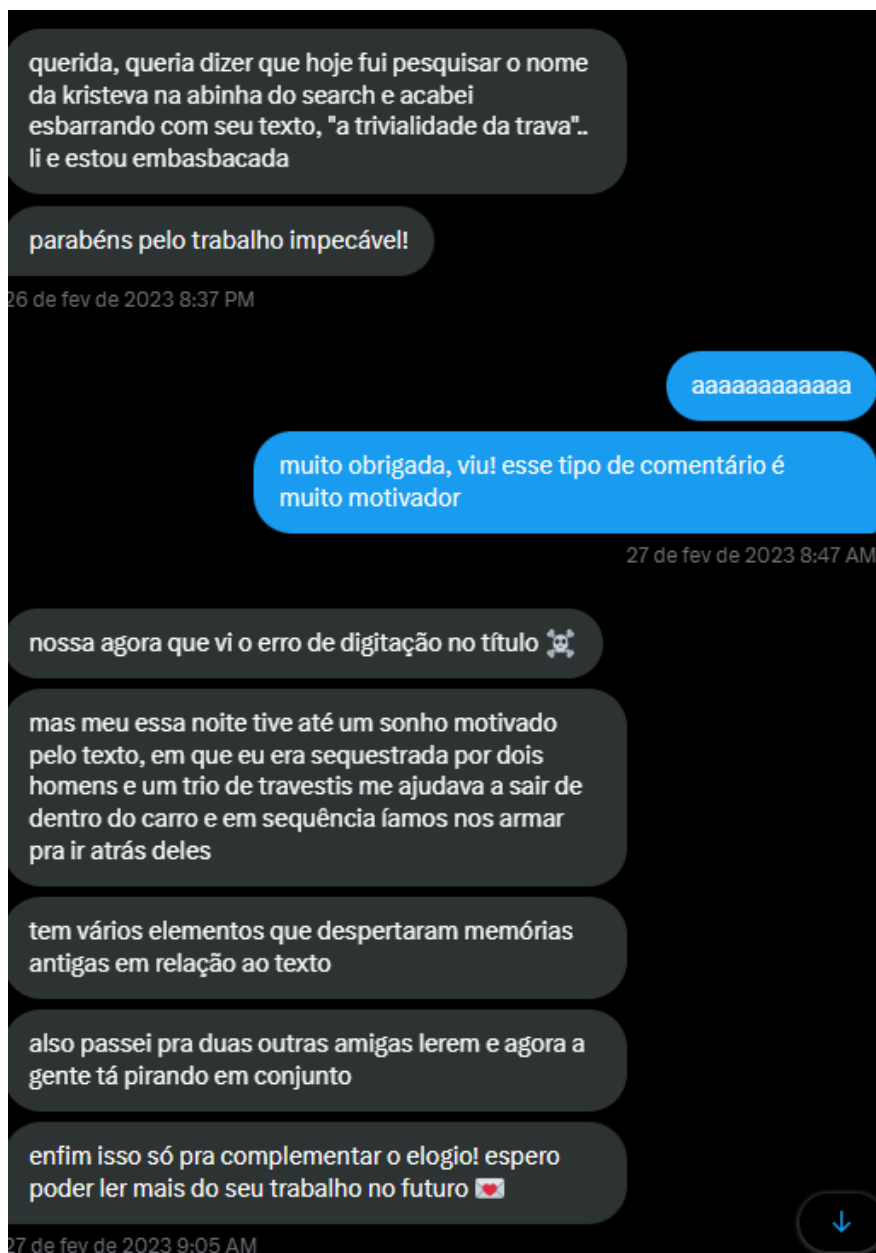 querida, queria dizer que hoje fui pesquisar o nome
da kristeva na abinha do search e acabei
esbarrando com seu texto, "a trivialidade da trava"..
li e estou embasbacada
parabéns pelo trabalho impecável!
26 de fev de 2023 8:37 PM
aaaaaaaaaaaa
muito obrigada, viu! esse tipo de comentário é
muito motivador
27 de fev de 2023 8:47 AM
nossa agora que vi o erro de digitação no título ☠️
mas meu essa noite tive até um sonho motivado
pelo texto, em que eu era sequestrada por dois
homens e um trio de travestis me ajudava a sair de
dentro do carro e em sequência íamos nos armar
pra ir atrás deles
tem vários elementos que despertaram memórias
antigas em relação ao texto
also passei pra duas outras amigas lerem e agora a
gente tá pirando em conjunto
enfim isso só pra complementar o elogio! espero
poder ler mais do seu trabalho no futuro 💌
27 de fev de 2023 9:05 AM